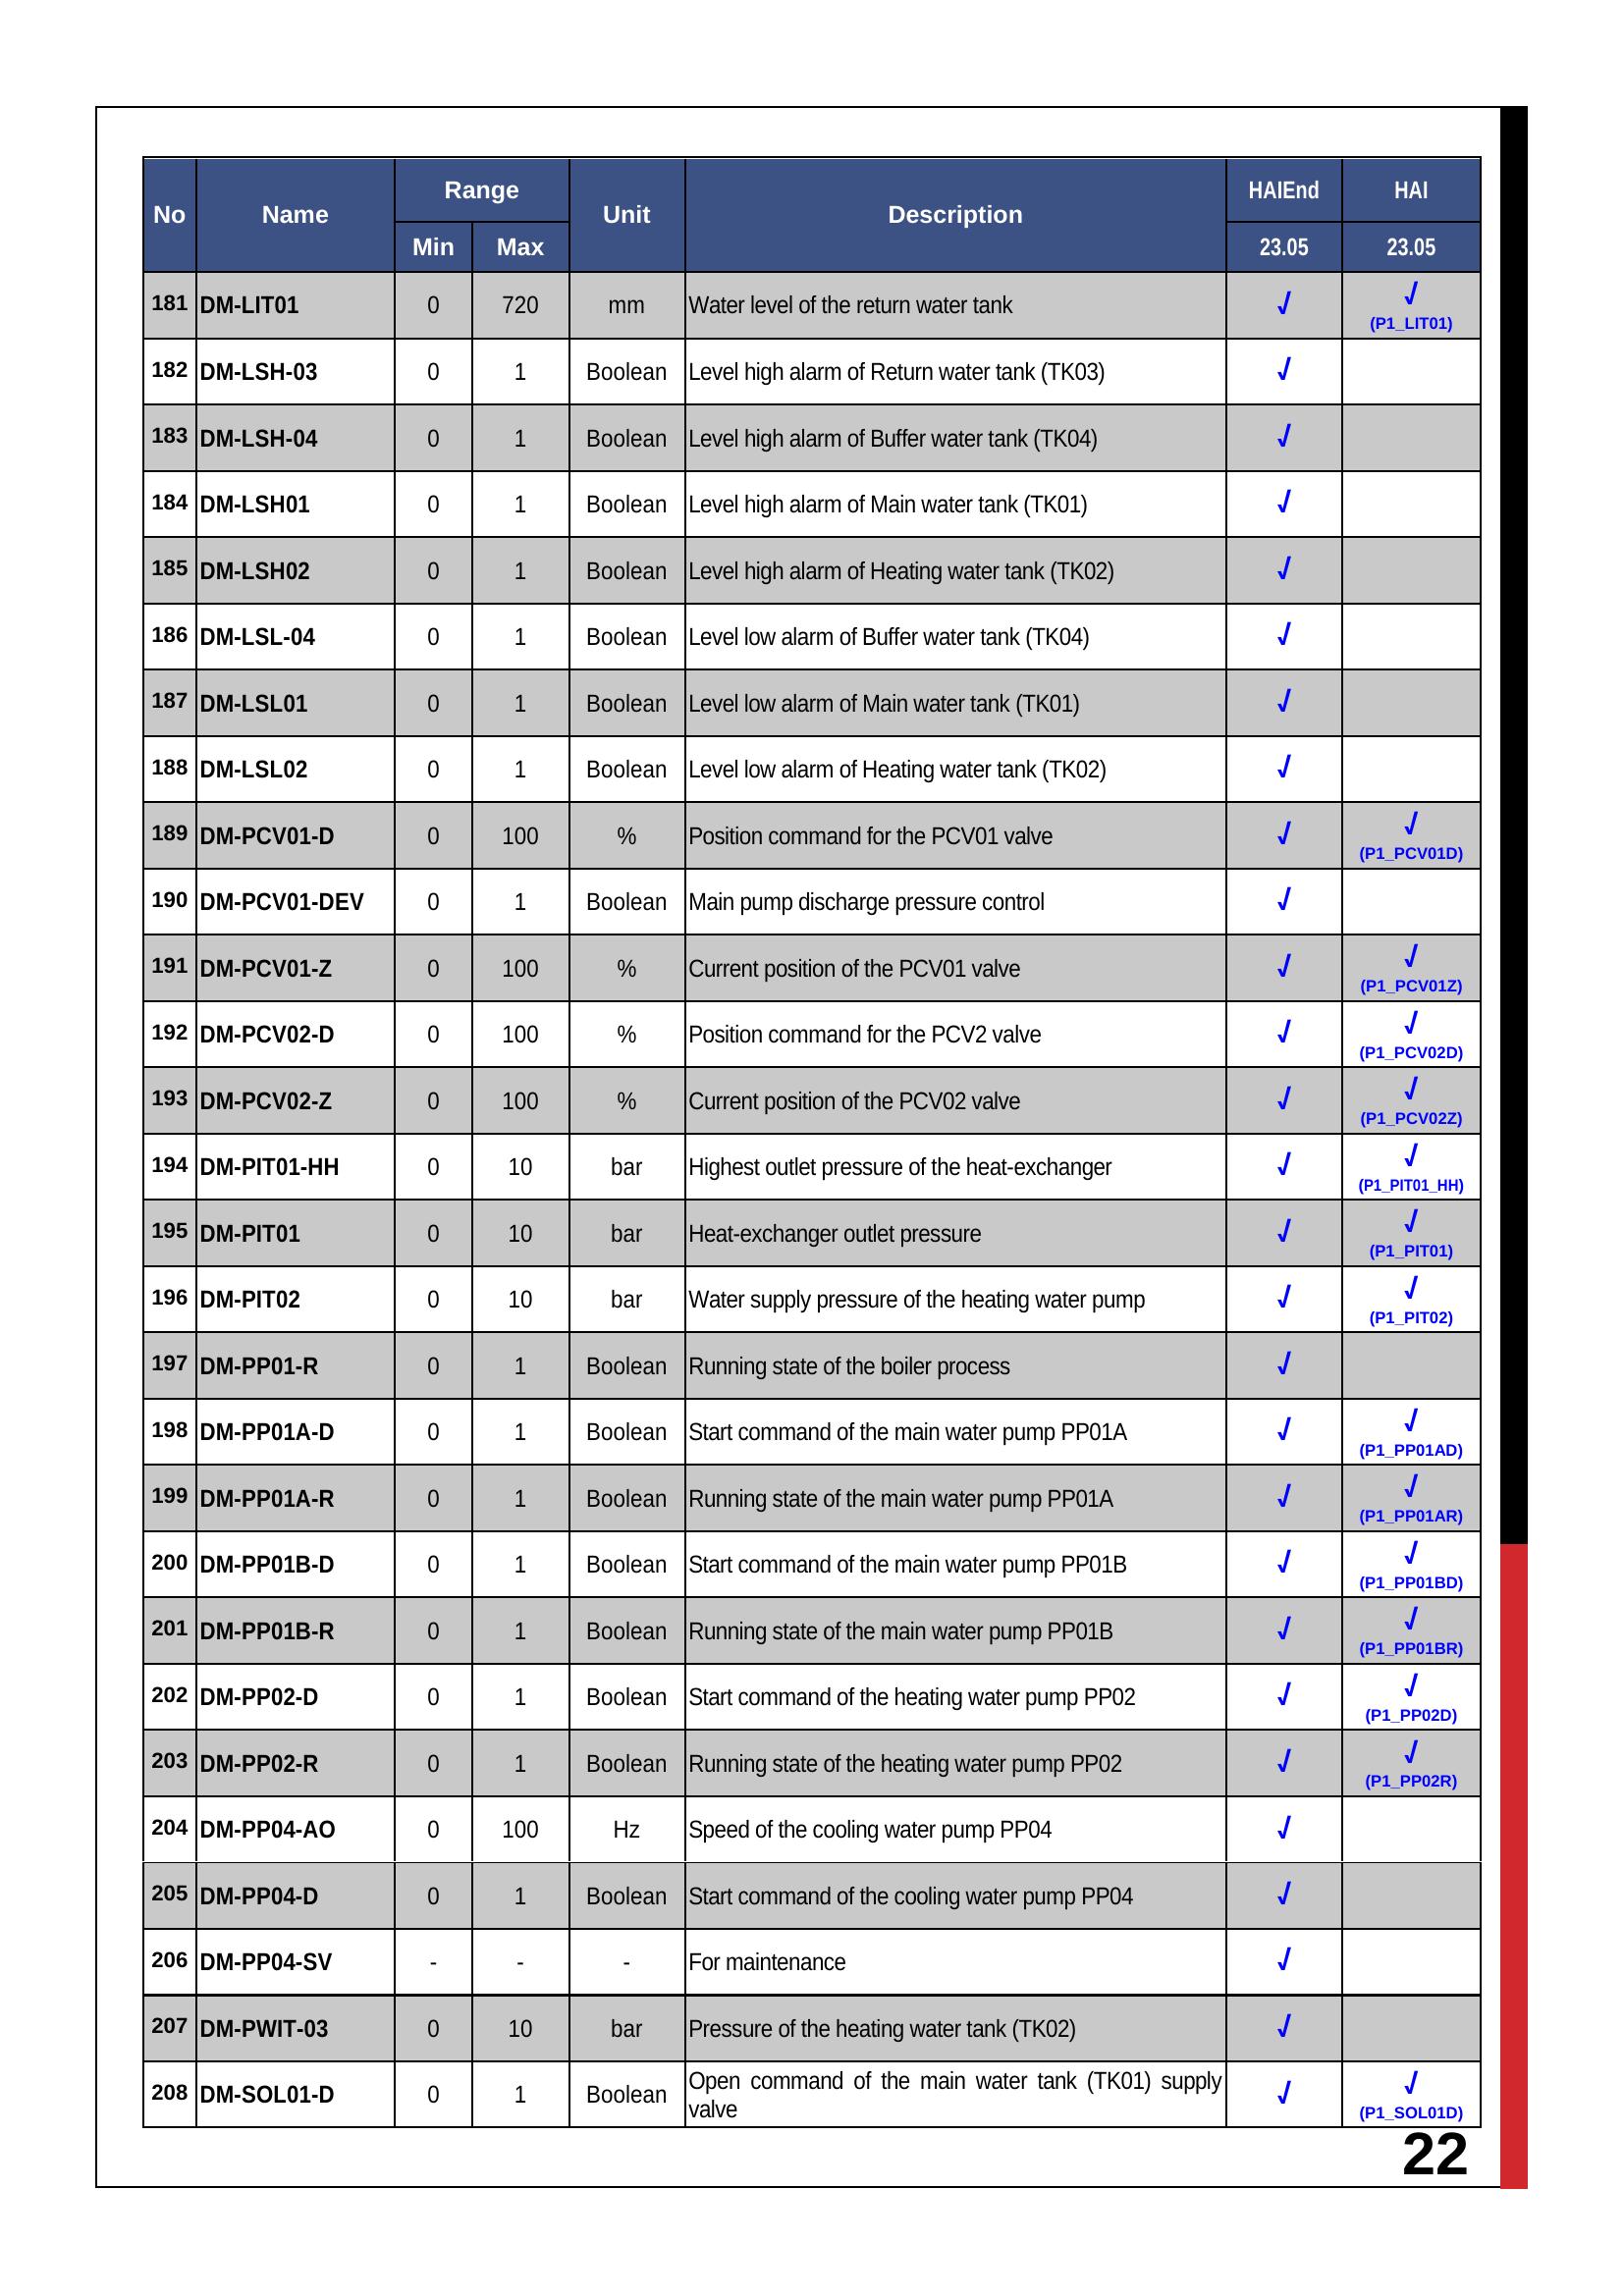 No Name Range Unit Description HAIEnd HAI
Min Max 23.05 23.05
181 DM-LIT01 0 720 mm Water level of the return water tank √ √
(P1_LIT01)
182 DM-LSH-03 0 1 Boolean Level high alarm of Return water tank (TK03) √
183 DM-LSH-04 0 1 Boolean Level high alarm of Buffer water tank (TK04) √
184 DM-LSH01 0 1 Boolean Level high alarm of Main water tank (TK01) √
185 DM-LSH02 0 1 Boolean Level high alarm of Heating water tank (TK02) √
186 DM-LSL-04 0 1 Boolean Level low alarm of Buffer water tank (TK04) √
187 DM-LSL01 0 1 Boolean Level low alarm of Main water tank (TK01) √
188 DM-LSL02 0 1 Boolean Level low alarm of Heating water tank (TK02) √
189 DM-PCV01-D 0 100 % Position command for the PCV01 valve √ √
(P1_PCV01D)
190 DM-PCV01-DEV 0 1 Boolean Main pump discharge pressure control √
191 DM-PCV01-Z 0 100 % Current position of the PCV01 valve √ √
(P1_PCV01Z)
192 DM-PCV02-D 0 100 % Position command for the PCV2 valve √ √
(P1_PCV02D)
193 DM-PCV02-Z 0 100 % Current position of the PCV02 valve √ √
(P1_PCV02Z)
194 DM-PIT01-HH 0 10 bar Highest outlet pressure of the heat-exchanger √ √
(P1_PIT01_HH)
195 DM-PIT01 0 10 bar Heat-exchanger outlet pressure √ √
(P1_PIT01)
196 DM-PIT02 0 10 bar Water supply pressure of the heating water pump √ √
(P1_PIT02)
197 DM-PP01-R 0 1 Boolean Running state of the boiler process √
198 DM-PP01A-D 0 1 Boolean Start command of the main water pump PP01A √ √
(P1_PP01AD)
199 DM-PP01A-R 0 1 Boolean Running state of the main water pump PP01A √ √
(P1_PP01AR)
200 DM-PP01B-D 0 1 Boolean Start command of the main water pump PP01B √ √
(P1_PP01BD)
201 DM-PP01B-R 0 1 Boolean Running state of the main water pump PP01B √ √
(P1_PP01BR)
202 DM-PP02-D 0 1 Boolean Start command of the heating water pump PP02 √ √
(P1_PP02D)
203 DM-PP02-R 0 1 Boolean Running state of the heating water pump PP02 √ √
(P1_PP02R)
204 DM-PP04-AO 0 100 Hz Speed of the cooling water pump PP04 √
205 DM-PP04-D 0 1 Boolean Start command of the cooling water pump PP04 √
206 DM-PP04-SV - - - For maintenance √
207 DM-PWIT-03 0 10 bar Pressure of the heating water tank (TK02) √
208 DM-SOL01-D 0 1 Boolean Open command of the main water tank (TK01) supply √ √
valve (P1_SOL01D)
22